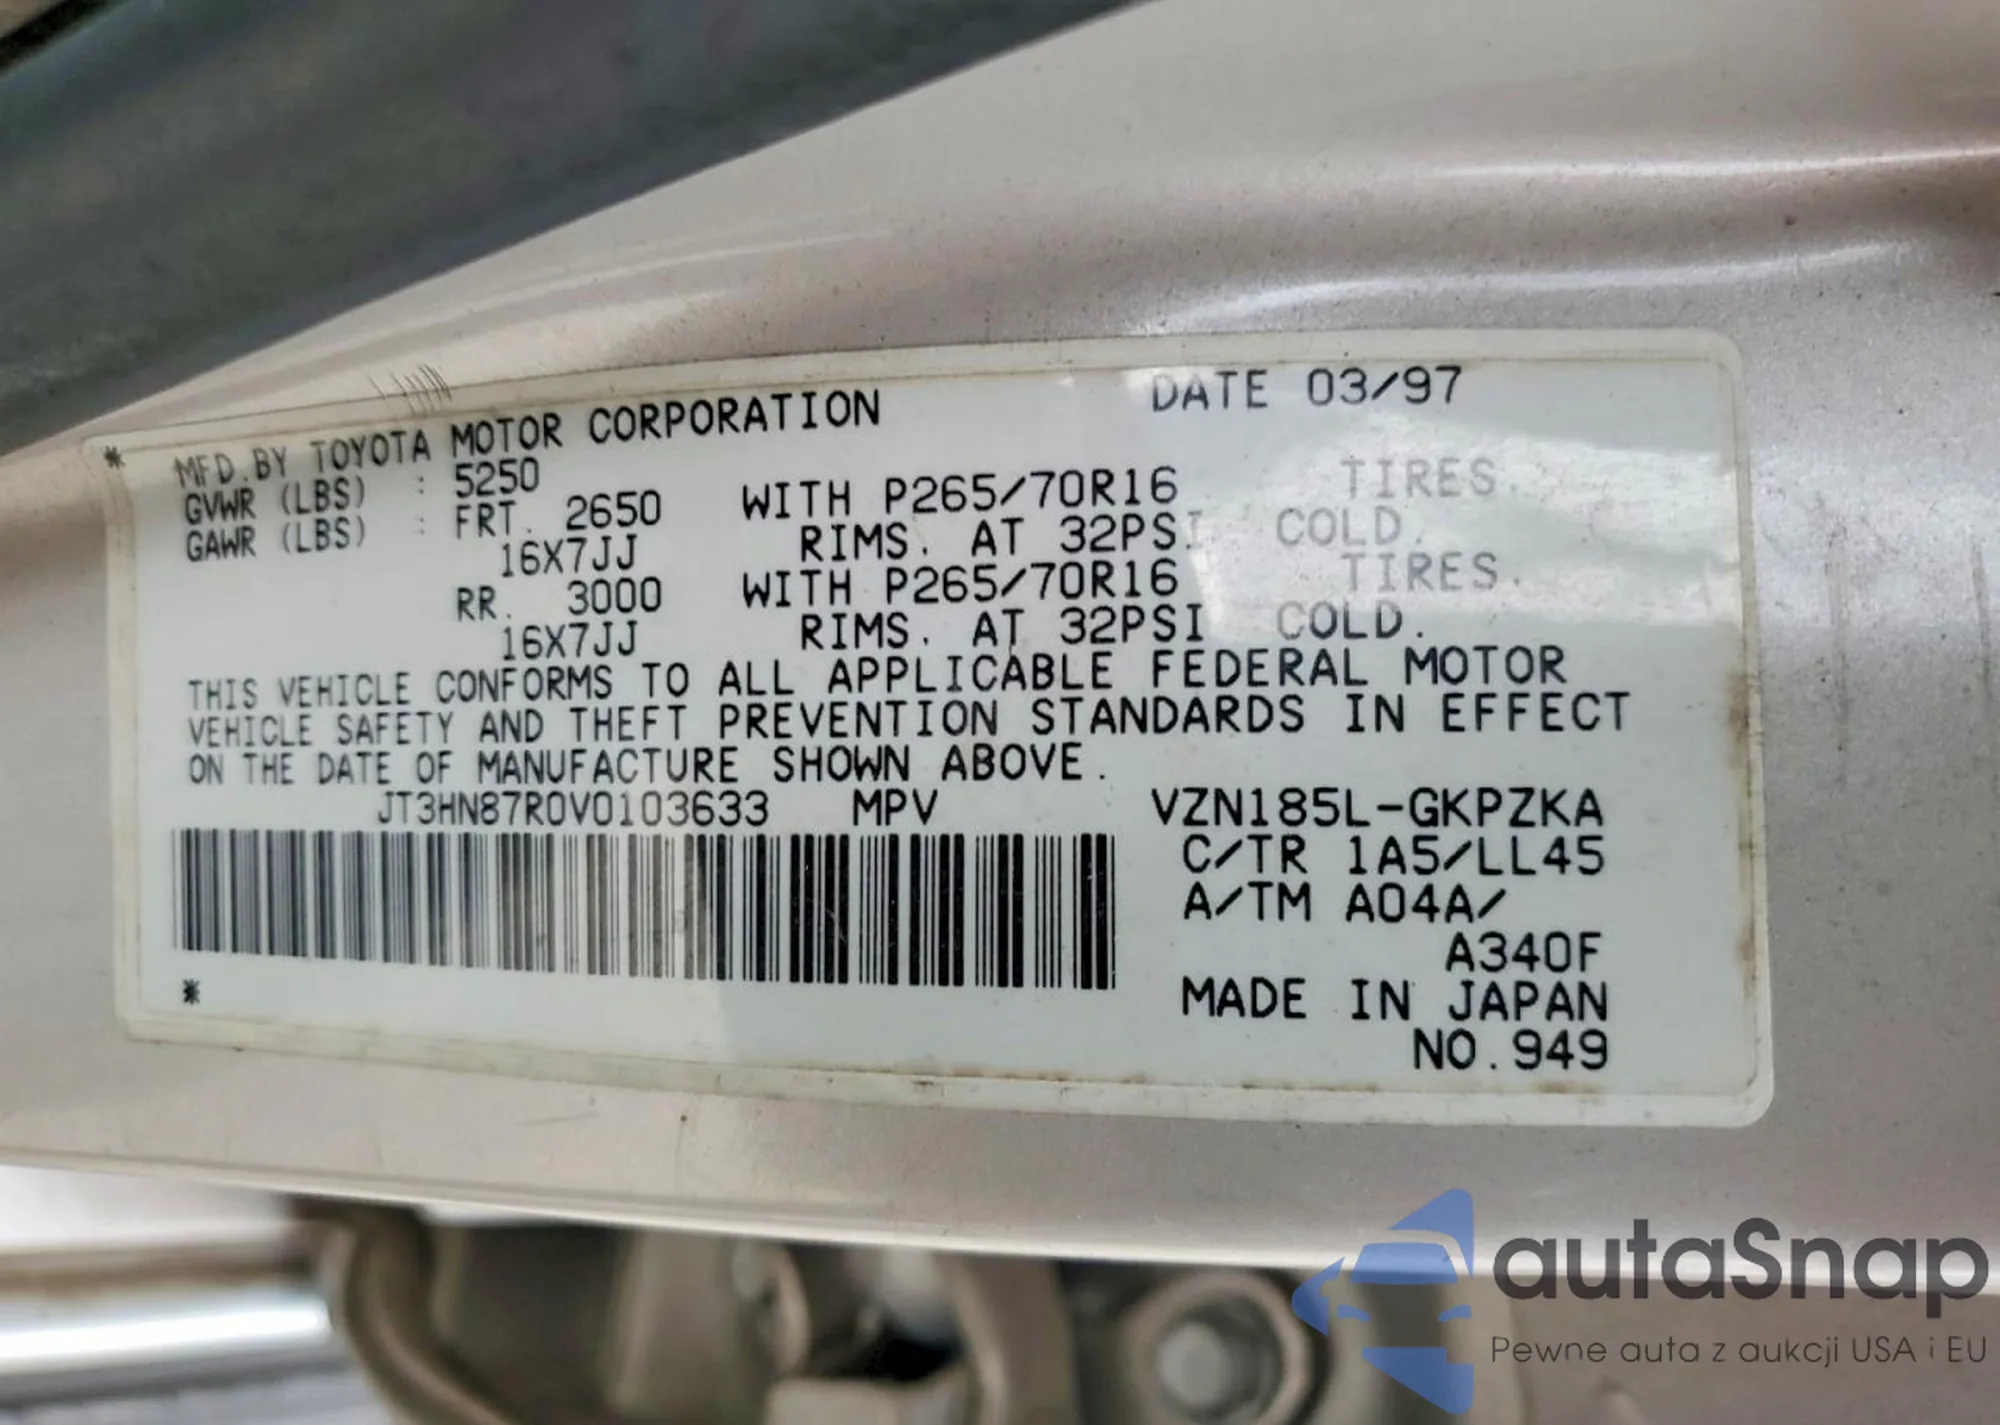 * MFD.BY TOYOTA MOTOR CORPORATION DATE 03/97
GVWR (LBS) : 5250
GAWR (LBS) : FRT. 2650 WITH P265/70R16 TIRES.
16X7JJ RIMS. AT 32PSI COLD.
RR. 3000 WITH P265/70R16 TIRES.
16X7JJ RIMS. AT 32PSI COLD.
THIS VEHICLE CONFORMS TO ALL APPLICABLE FEDERAL MOTOR
VEHICLE SAFETY AND THEFT PREVENTION STANDARDS IN EFFECT
ON THE DATE OF MANUFACTURE SHOWN ABOVE.
JT3HN87R0V0103633 MPV VZN185L-GKPZKA
C/TR 1A5/LL45
A/TM A04A/
A340F
MADE IN JAPAN
* NO.949
autaSnap
Pewne auta z aukcji USA i EU